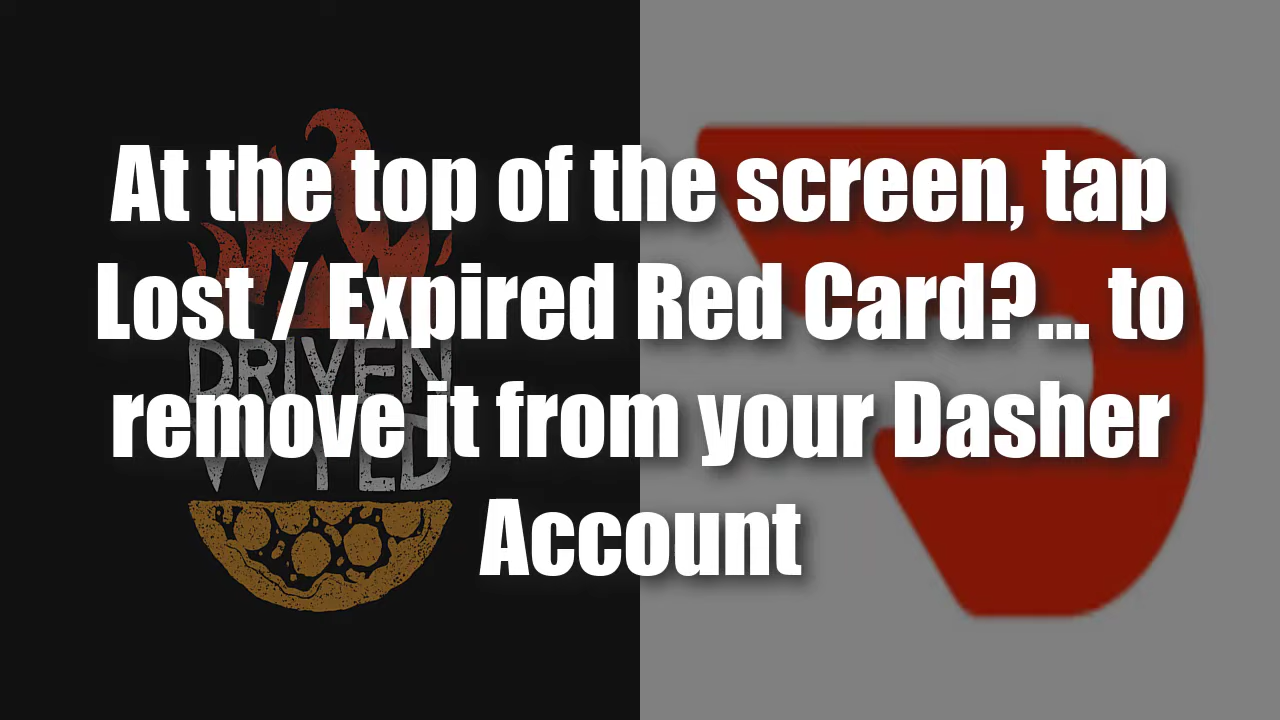 At the top of the screen, tap
Lost / Expired Red Card?... to
remove it from your Dasher
Account
DRIVEN
WYLD